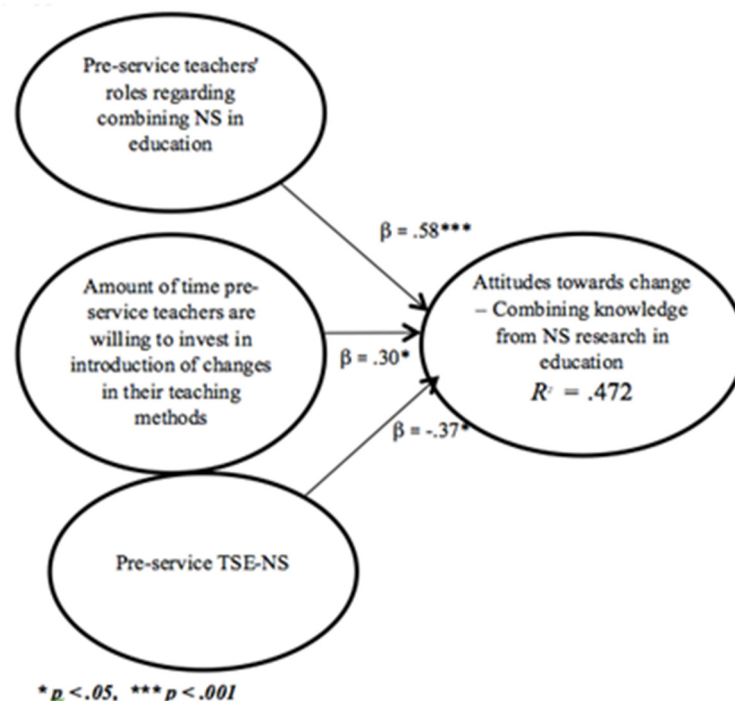 Pre-service teachers'
roles regarding
combining NS in
education
β = .58***
Amount of time pre-
service teachers are
willing to invest in
introduction of changes
in their teaching
methods
β = .30*
Attitudes towards change
– Combining knowledge
from NS research in
education
R² = .472
β = -.37*
Pre-service TSE-NS
* p < .05, *** p < .001